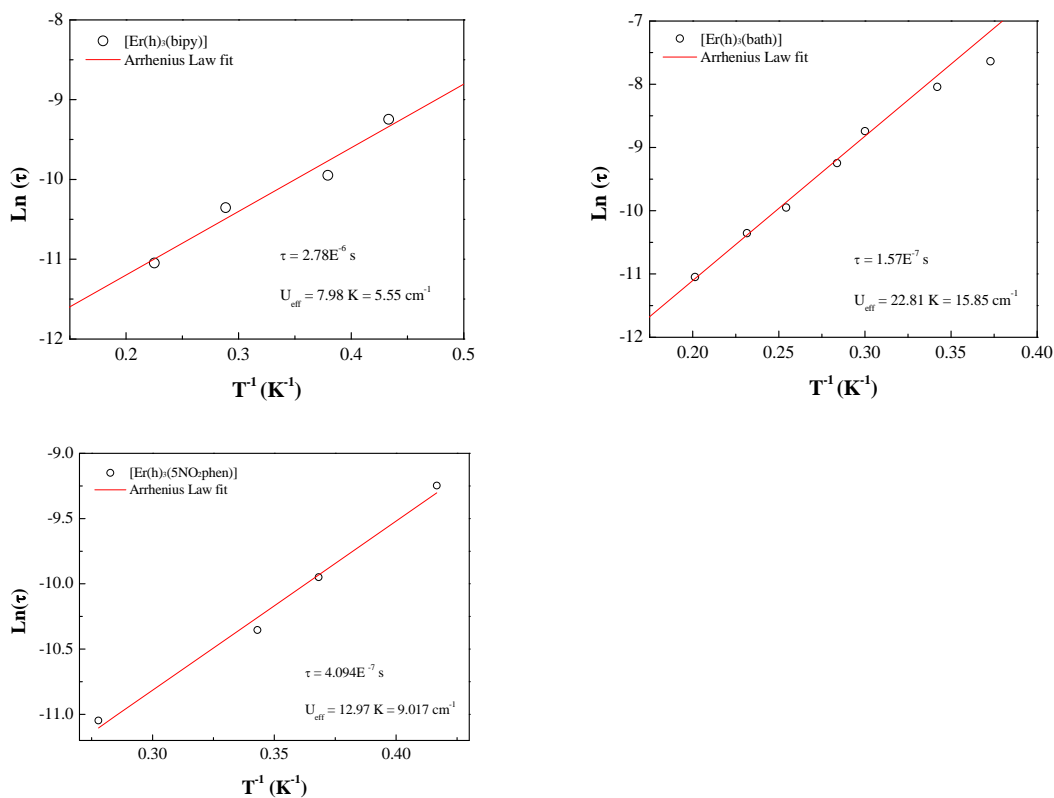 -8
-9
-10
-11
-12
0.2 0.3 0.4 0.5
Ln (τ)
T⁻¹ (K⁻¹)
[Er(h)₃(bipy)]
Arrhenius Law fit
τ = 2.78E⁻⁶ s
U_eff = 7.98 K = 5.55 cm⁻¹
-7
-8
-9
-10
-11
-12
0.20 0.25 0.30 0.35 0.40
Ln (τ)
T⁻¹ (K⁻¹)
[Er(h)₃(bath)]
Arrhenius Law fit
τ = 1.57E⁻⁷ s
U_eff = 22.81 K = 15.85 cm⁻¹
-9.0
-9.5
-10.0
-10.5
-11.0
0.30 0.35 0.40
Ln(τ)
T⁻¹ (K⁻¹)
[Er(h)₃(5NO₂phen)]
Arrhenius Law fit
τ = 4.094E⁻⁷ s
U_eff = 12.97 K = 9.017 cm⁻¹